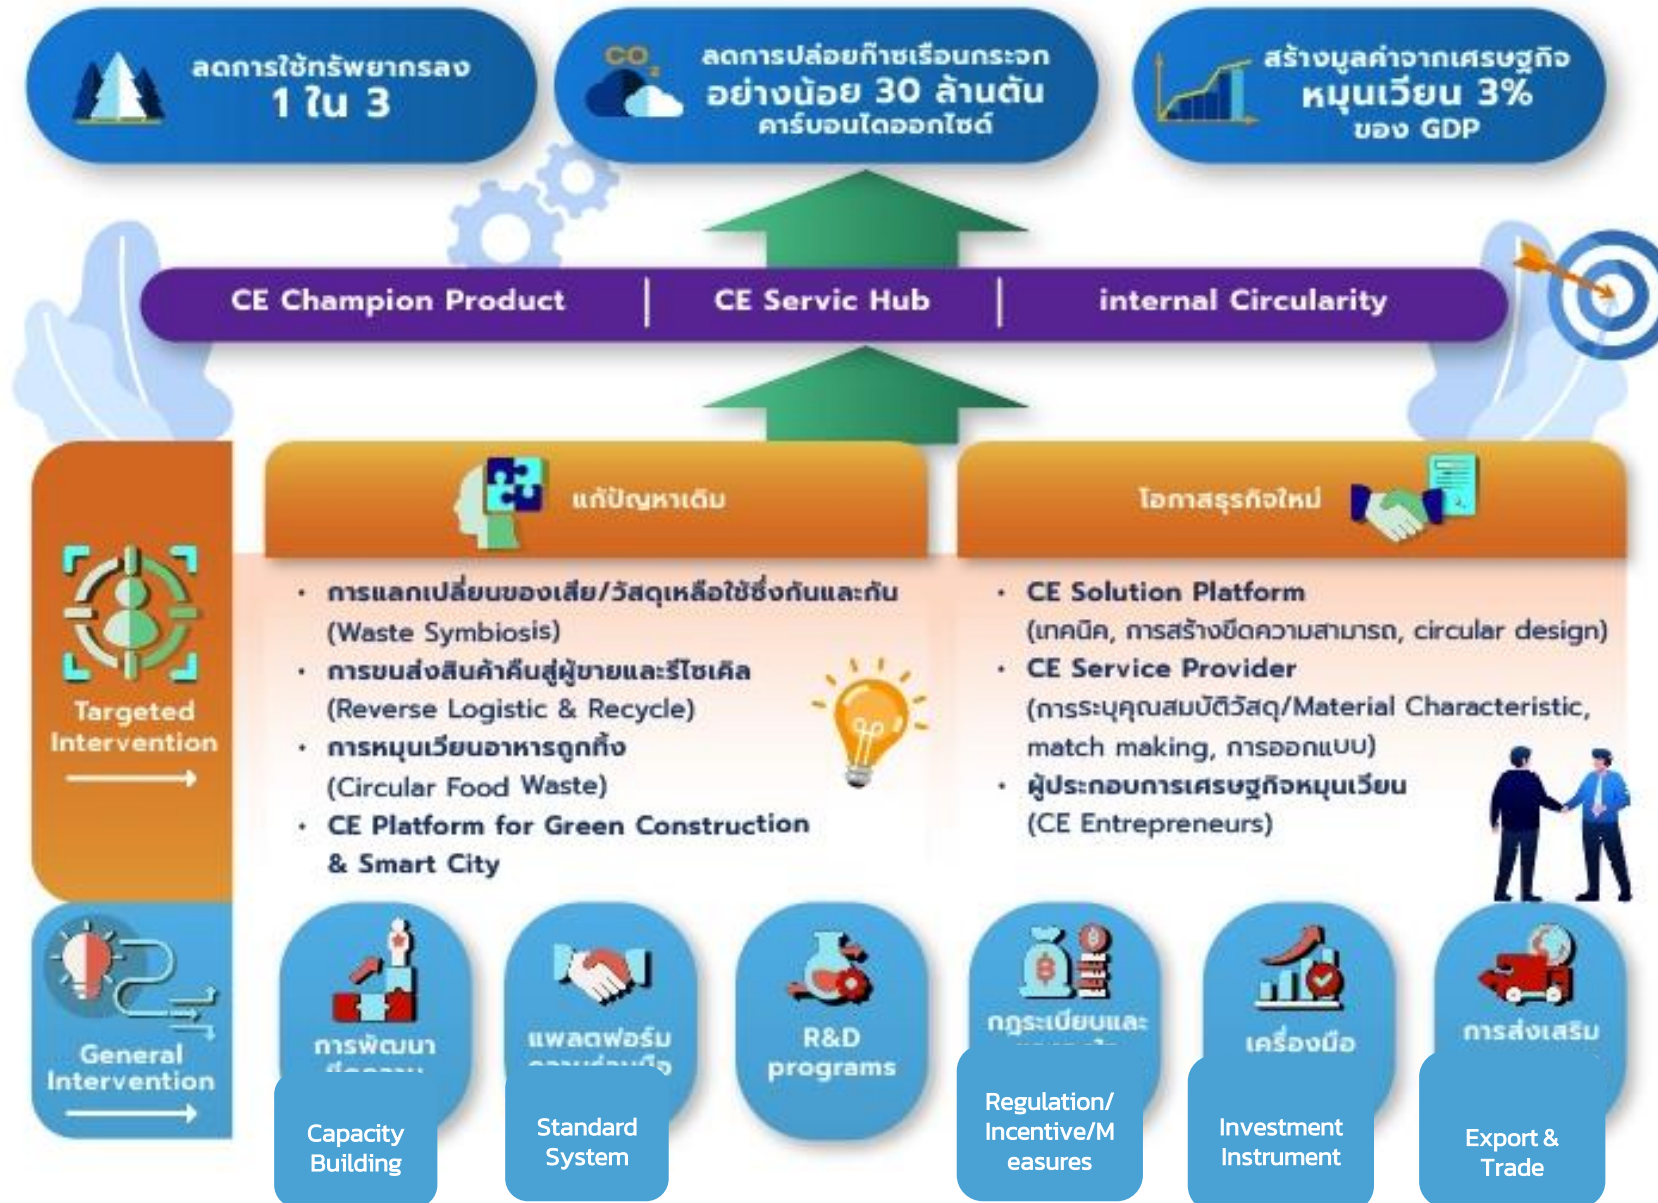 ลดการใช้ทรัพยากรลง
1 ใน 3
CO2
ลดการปล่อยก๊าซเรือนกระจก
อย่างน้อย 30 ล้านตัน
คาร์บอนไดออกไซด์
สร้างมูลค่าจากเศรษฐกิจ
หมุนเวียน 3%
ของ GDP
CE Champion Product | CE Servic Hub | internal Circularity
Targeted
Intervention
แก้ปัญหาเดิม
• การแลกเปลี่ยนของเสีย/วัสดุเหลือใช้ซึ่งกันและกัน
(Waste Symbiosis)
• การขนส่งสินค้าคืนสู่ผู้ขายและรีไซเคิล
(Reverse Logistic & Recycle)
• การหมุนเวียนอาหารถูกทิ้ง
(Circular Food Waste)
• CE Platform for Green Construction
& Smart City
โอกาสธุรกิจใหม่
• CE Solution Platform
(เทคนิค, การสร้างขีดความสามารถ, circular design)
• CE Service Provider
(การระบุคุณสมบัติวัสดุ/Material Characteristic,
match making, การออกแบบ)
• ผู้ประกอบการเศรษฐกิจหมุนเวียน
(CE Entrepreneurs)
General
Intervention
การพัฒนา
Capacity
Building
แพลตฟอร์ม
Standard
System
R&D
programs
กฎระเบียบและ
Regulation/
Incentive/M
easures
เครื่องมือ
Investment
Instrument
การส่งเสริม
Export &
Trade